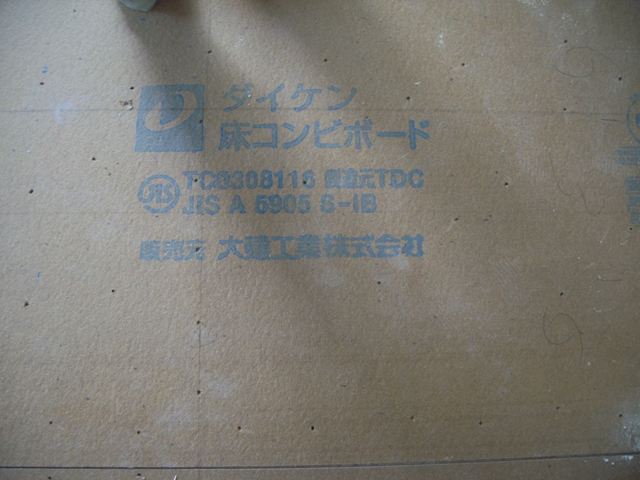 ダイケン
床コンビボード
JIS TC0308116 製造元TDC
JIS A 5905 S-IB
販売元 大建工業株式会社